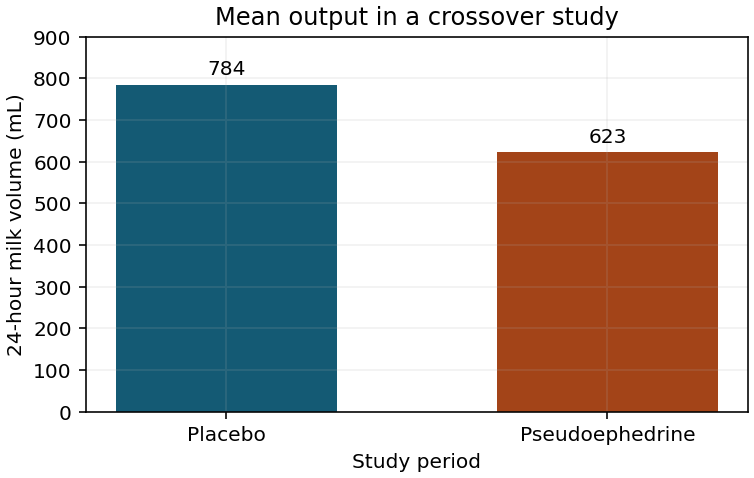 Mean output in a crossover study
24-hour milk volume (mL)
900
800
700
600
500
400
300
200
100
0
784
623
Placebo
Pseudoephedrine
Study period